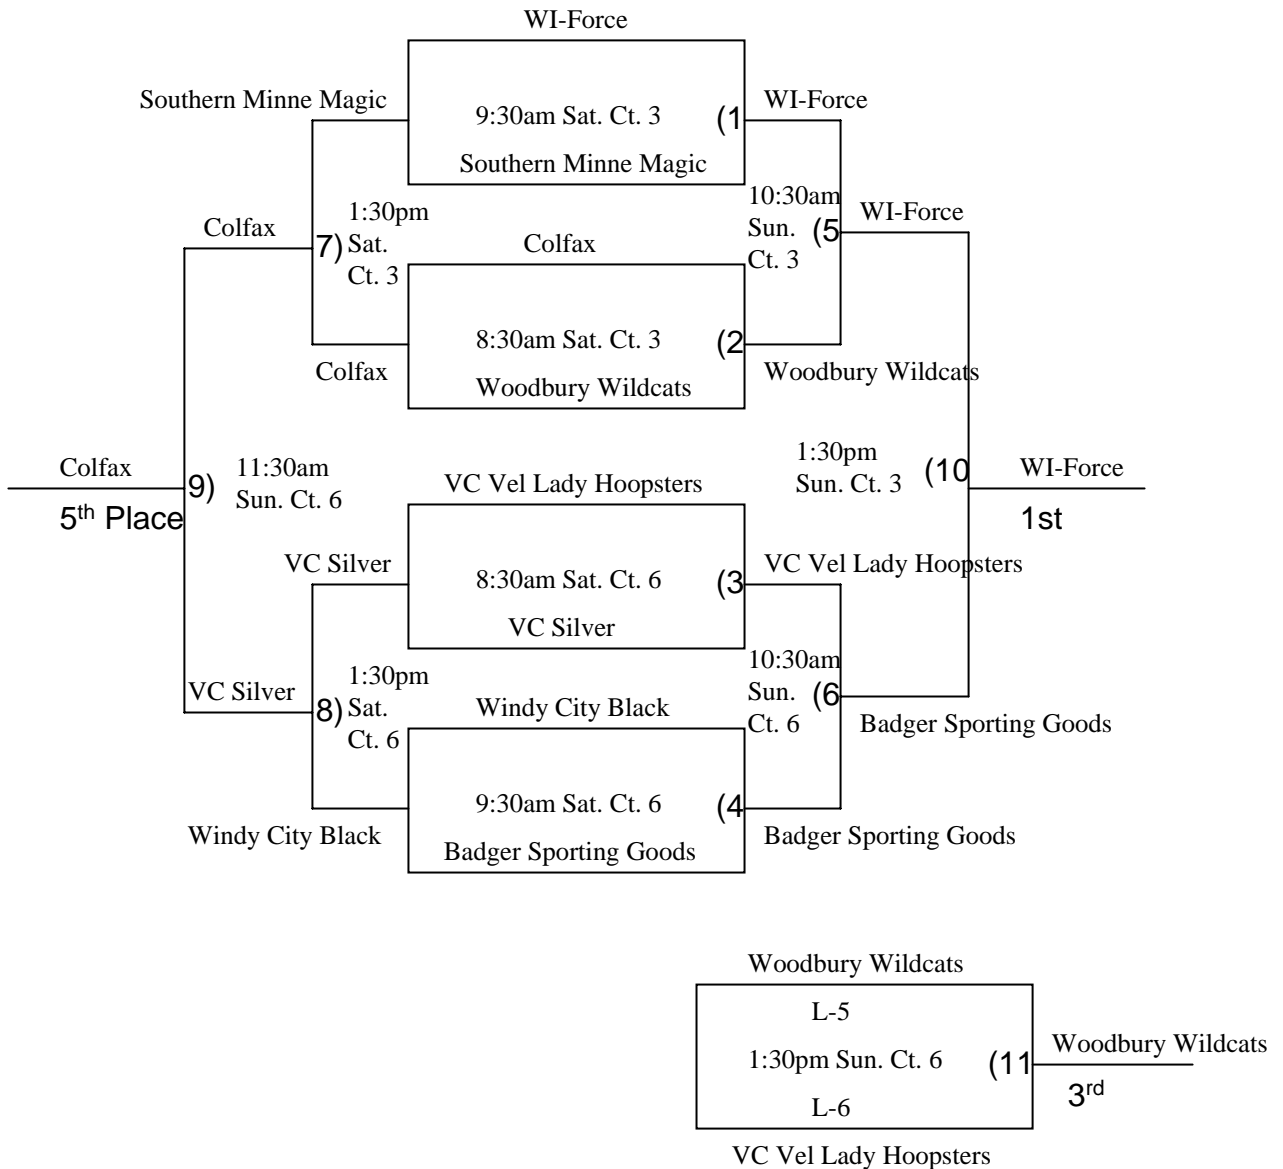 WI-Force
Southern Minne Magic
9:30am Sat. Ct. 3
(1
WI-Force
Southern Minne Magic
Colfax
7)
1:30pm
Sat.
Ct. 3
10:30am
Sun.
Ct. 3
(5
WI-Force
Colfax
8:30am Sat. Ct. 3
(2
Colfax
Woodbury Wildcats
Woodbury Wildcats
Colfax
5th Place
9)
11:30am
Sun. Ct. 6
1:30pm
Sun. Ct. 3
(10
WI-Force
1st
VC Vel Lady Hoopsters
VC Silver
8:30am Sat. Ct. 6
(3
VC Vel Lady Hoopsters
VC Silver
VC Silver
8)
1:30pm
Sat.
Ct. 6
10:30am
Sun.
Ct. 6
(6
Badger Sporting Goods
Windy City Black
9:30am Sat. Ct. 6
(4
Windy City Black
Badger Sporting Goods
Badger Sporting Goods
Woodbury Wildcats
L-5
1:30pm Sun. Ct. 6
(11
Woodbury Wildcats
3rd
L-6
VC Vel Lady Hoopsters